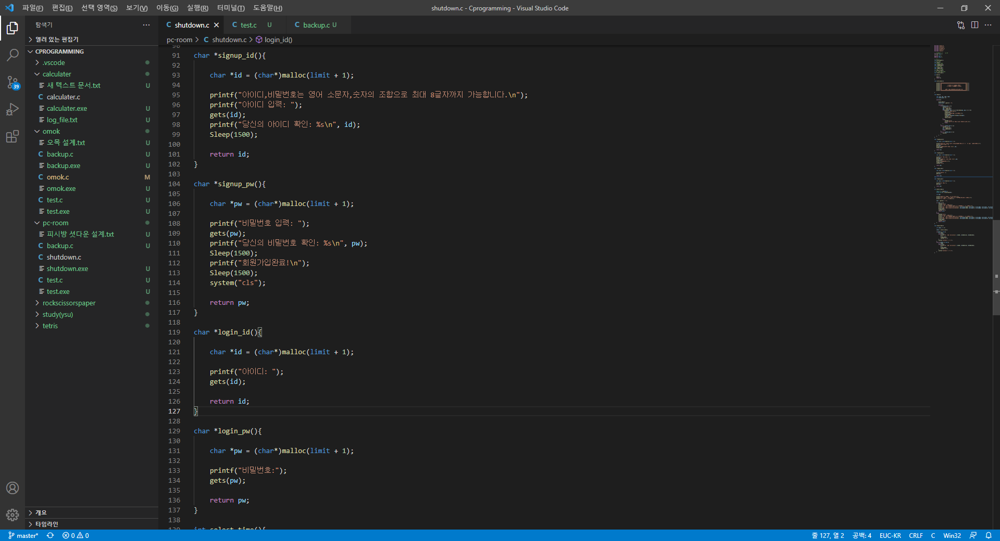 파일(F) 편집(E) 선택 영역(S) 보기(V) 이동(G) 실행(R) 터미널(T) 도움말(H)
shutdown.c - Cprogramming - Visual Studio Code
탐색기
열려 있는 편집기
CPROGRAMMING
.vscode
calculater
새 텍스트 문서.txt U
calculater.c
calculater.exe U
log_file.txt U
omok
오목 설계.txt U
backup.c U
backup.exe U
omok.c M
omok.exe U
test.c U
test.exe U
pc-room
피시방 셧다운 설계.txt U
backup.c U
shutdown.c
shutdown.exe U
test.c U
test.exe U
rockscissorspaper
study(ysu)
tetris
개요
타임라인
39
shutdown.c test.c U backup.c U
pc-room > shutdown.c > login_id()
90
91 char *signup_id(){
92
93 char *id = (char*)malloc(limit + 1);
94
95 printf("아이디,비밀번호는 영어 소문자,숫자의 조합으로 최대 8글자까지 가능합니다.\n");
96 printf("아이디 입력: ");
97 gets(id);
98 printf("당신의 아이디 확인: %s\n", id);
99 Sleep(1500);
100
101 return id;
102 }
103
104 char *signup_pw(){
105
106 char *pw = (char*)malloc(limit + 1);
107
108 printf("비밀번호 입력: ");
109 gets(pw);
110 printf("당신의 비밀번호 확인: %s\n", pw);
111 Sleep(1500);
112 printf("회원가입완료!\n");
113 Sleep(1500);
114 system("cls");
115
116 return pw;
117 }
118
119 char *login_id(){
120
121 char *id = (char*)malloc(limit + 1);
122
123 printf("아이디: ");
124 gets(id);
125
126 return id;
127 }
128
129 char *login_pw(){
130
131 char *pw = (char*)malloc(limit + 1);
132
133 printf("비밀번호:");
134 gets(pw);
135
136 return pw;
137 }
138
139 int select_time(){
master* 0 0 줄 127, 열 2 공백: 4 EUC-KR CRLF C Win32